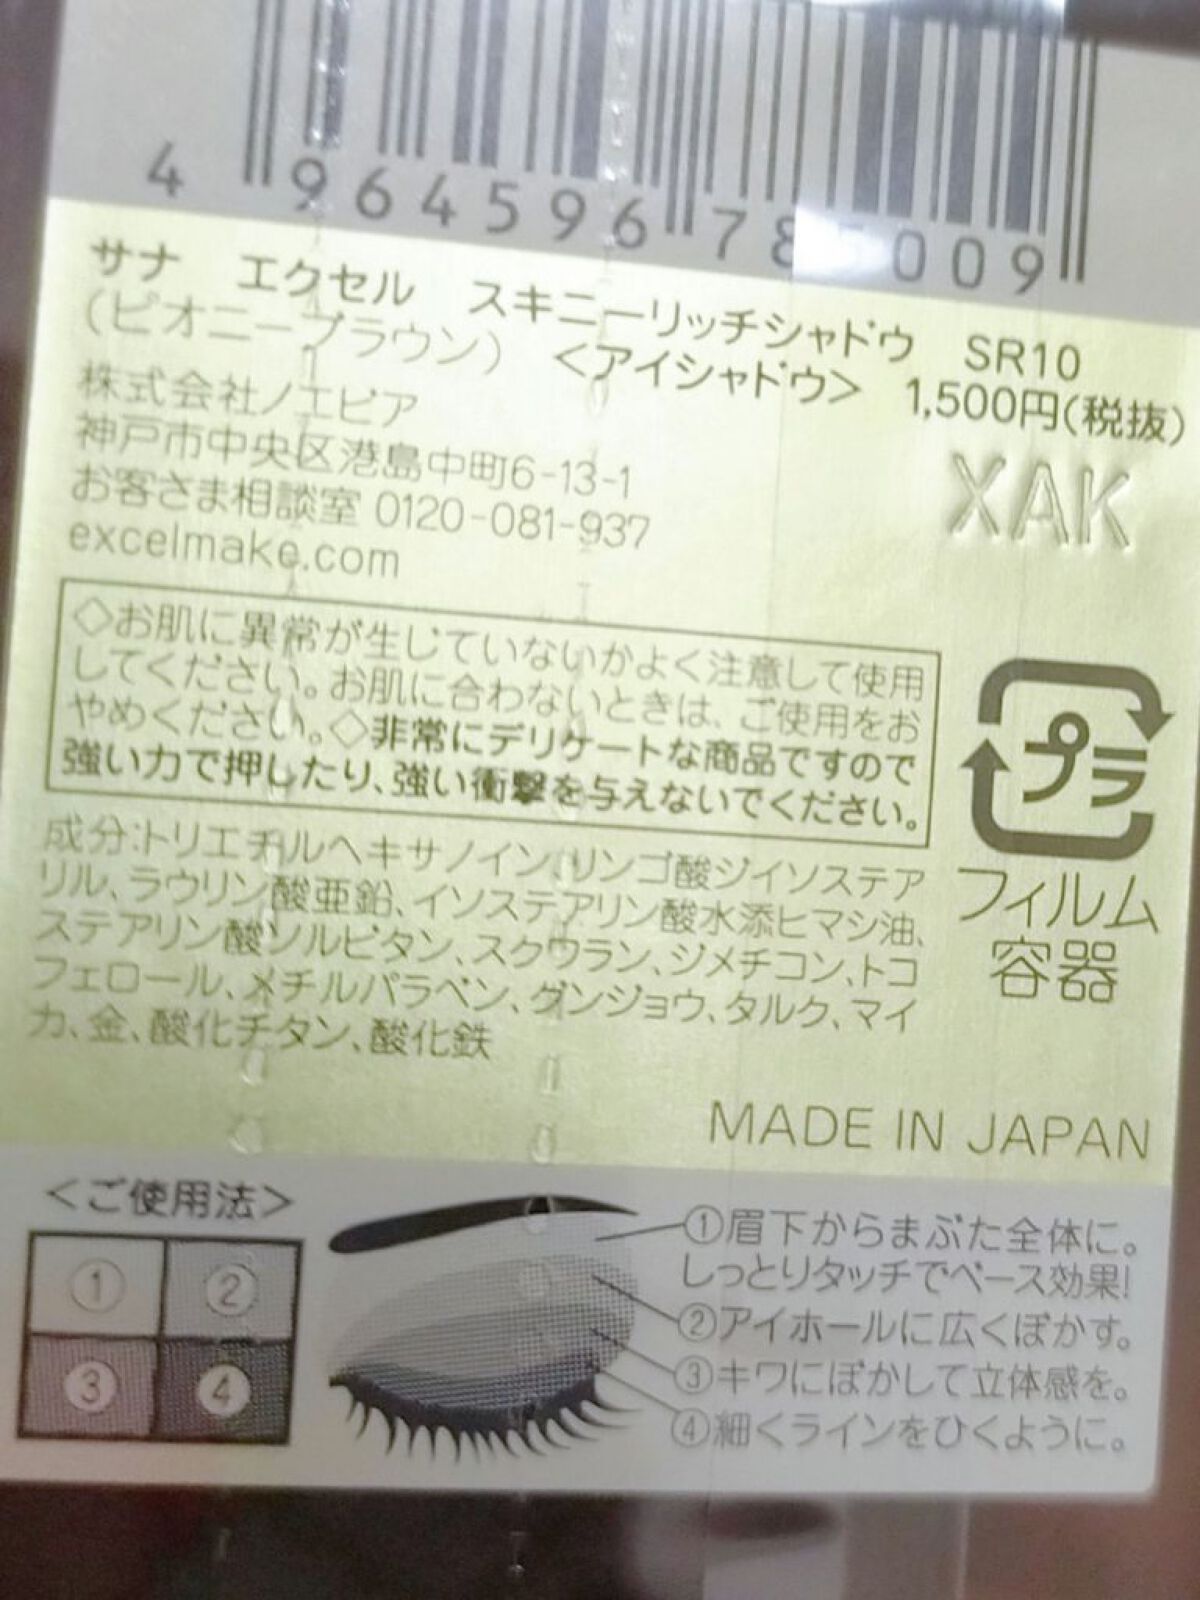 4 964596 78 009
サナ　エクセル　スキニーリッチシャドウ　SR10
(ピオニーブラウン)　<アイシャドウ>　1,500円(税抜)
株式会社ノエビア
神戸市中央区港島中町6-13-1
お客さま相談室 0120-081-937
excelmake.com
XAK
◇お肌に異常が生じていないかよく注意して使用
してください。お肌に合わないときは、ご使用をお
やめください。◇非常にデリケートな商品ですので
強い力で押したり、強い衝撃を与えないでください。
プラ
フィルム
容器
成分:トリエチルヘキサノイン、リンゴ酸ジイソステア
リル、ラウリン酸亜鉛、イソステアリン酸水添ヒマシ油、
ステアリン酸ソルビタン、スクワラン、ジメチコン、トコ
フェロール、メチルパラベン、グンジョウ、タルク、マイ
カ、金、酸化チタン、酸化鉄
MADE IN JAPAN
<ご使用法>
① ②
③ ④
①眉下からまぶた全体に。
しっとりタッチでベース効果!
②アイホールに広くぼかす。
③キワにぼかして立体感を。
④細くラインをひくように。